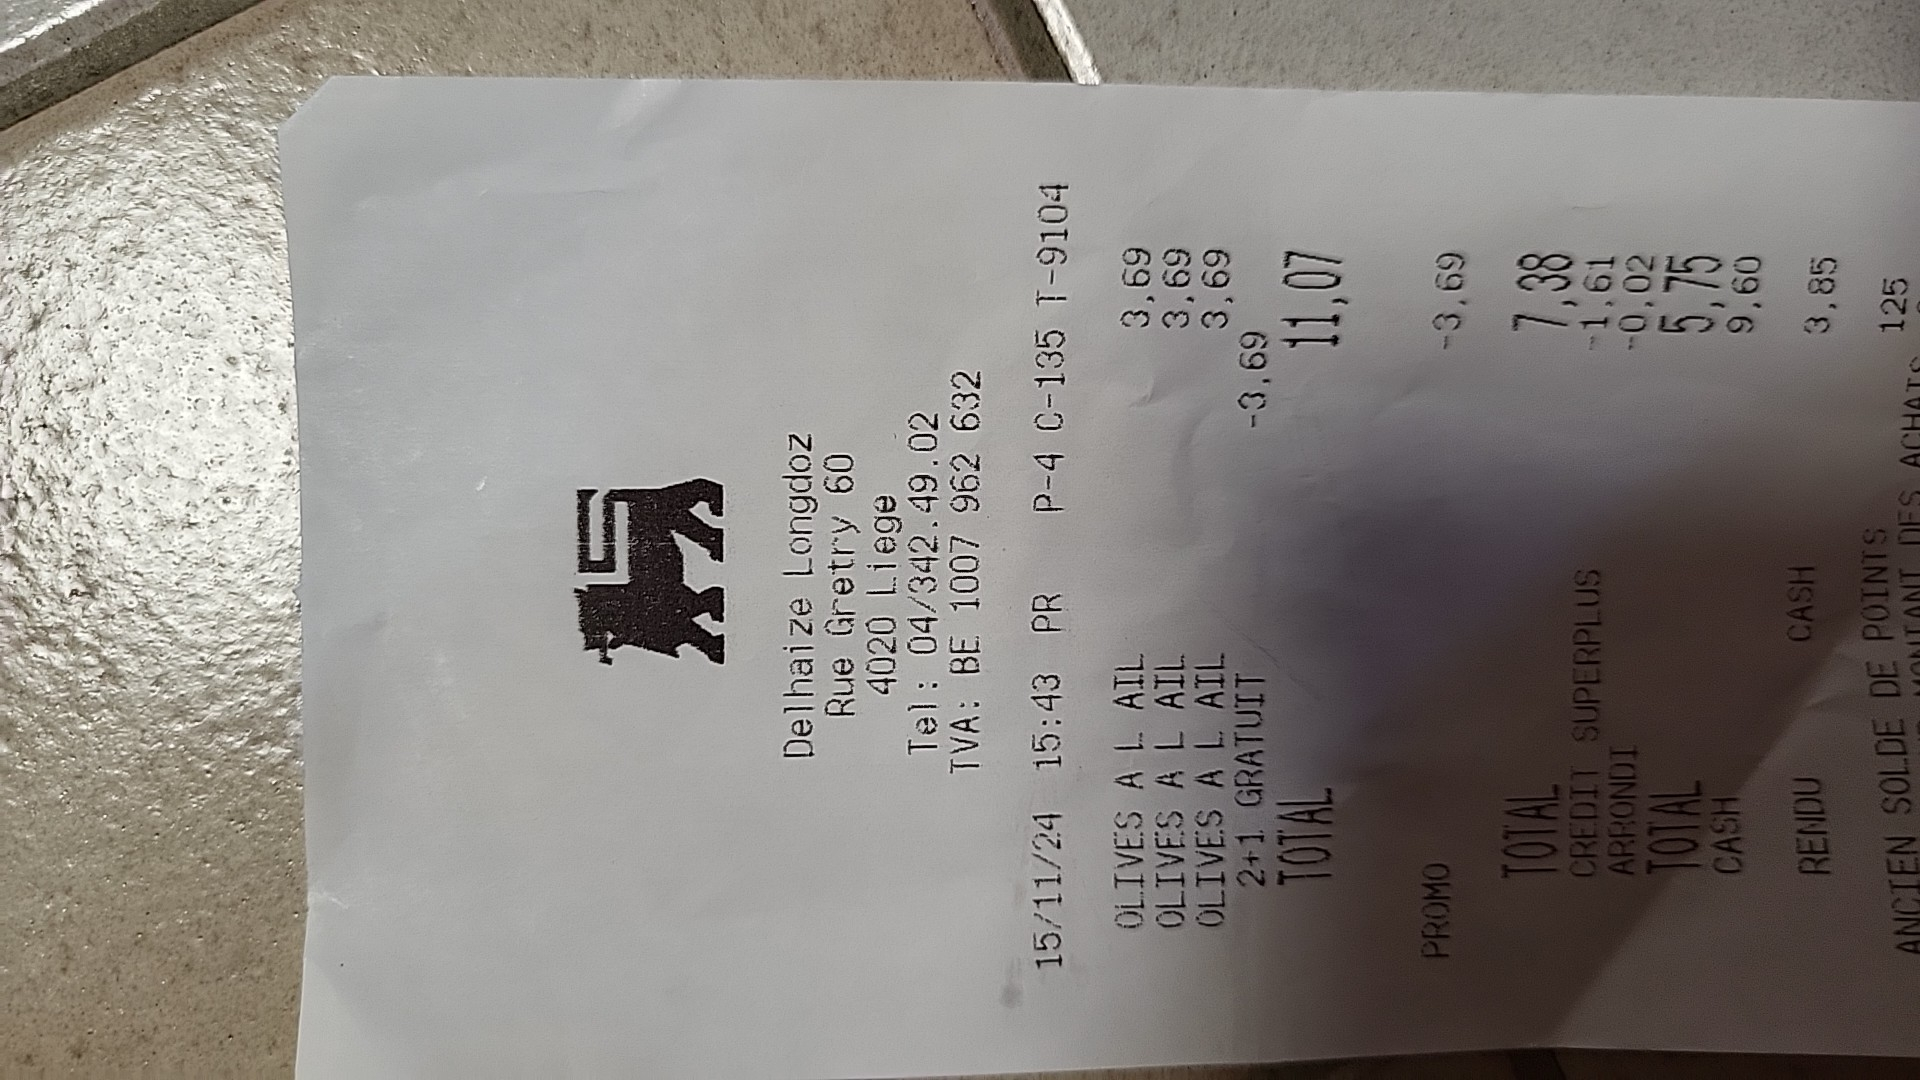 Delhaize Longdoz
Rue Gretry 60
4020 Liege
Tel: 04/342.49.02
TVA: BE 1007 962 632
15/11/24 15:43 PR P-4 C-135 T-9104
OLIVES A L AIL 3,69
OLIVES A L AIL 3,69
OLIVES A L AIL 3,69
2+1 GRATUIT -3,69
TOTAL 11,07
PROMO -3,69
TOTAL 7,38
CREDIT SUPERPLUS -1,61
ARRONDI -0,02
TOTAL 5,75
CASH 9,60
RENDU CASH 3,85
ANCIEN SOLDE DE POINTS 125
MONTANT DES ACHATS